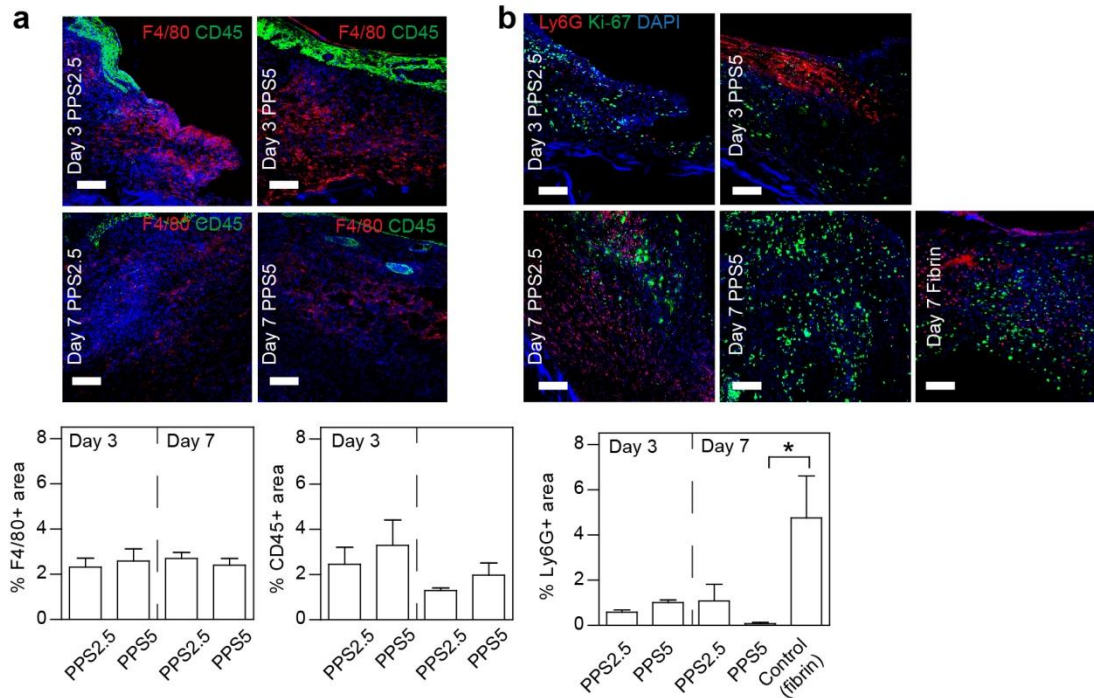 a
F4/80 CD45
F4/80 CD45
Day 3 PPS2.5
Day 3 PPS5
F4/80 CD45
F4/80 CD45
Day 7 PPS2.5
Day 7 PPS5
b
Ly6G Ki-67 DAPI
Day 3 PPS2.5
Day 3 PPS5
Day 7 PPS2.5
Day 7 PPS5
Day 7 Fibrin
% F4/80+ area
8
6
4
2
0
Day 3
Day 7
PPS2.5
PPS5
PPS2.5
PPS5
% CD45+ area
8
6
4
2
0
Day 3
PPS2.5
PPS5
PPS2.5
PPS5
% Ly6G+ area
8
6
4
2
0
Day 3
Day 7
*
PPS2.5
PPS5
PPS2.5
PPS5
Control
(fibrin)